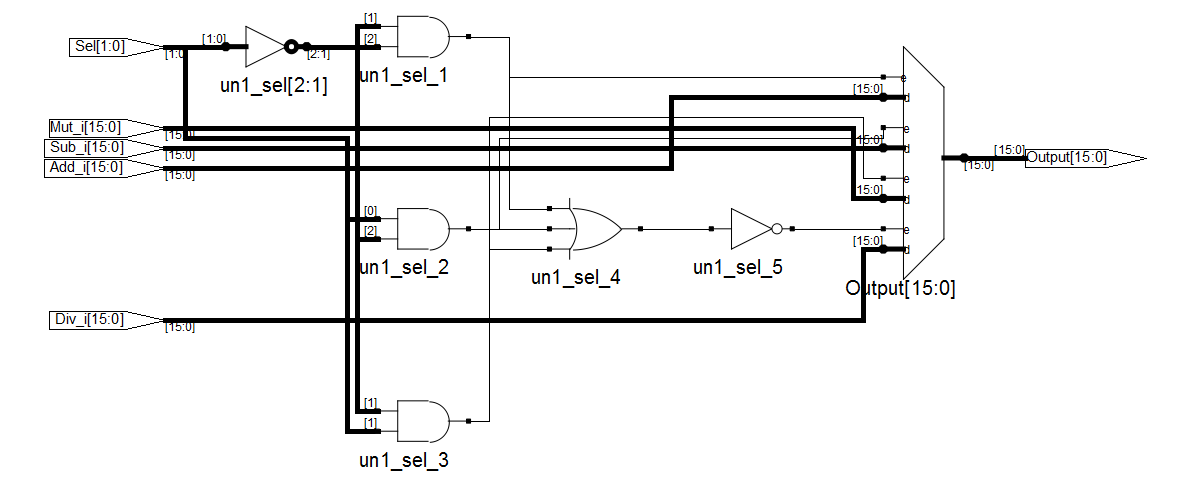 [1]
Sel[1:0]
[1:0]
[2]
[1:0]
[2:1]
un1_sel_1
un1_sel[2:1]
e
[15:0]
d
Mut_i[15:0]
[15:0]
e
Sub_i[15:0]
[15:0]
[15:0]
d
[15:0]
Output[15:0]
[15:0]
Add_i[15:0]
[15:0]
e
[15:0]
d
[0]
[2]
e
[15:0]
d
un1_sel_2
un1_sel_4
un1_sel_5
Output[15:0]
Div_i[15:0]
[15:0]
[1]
[1]
un1_sel_3